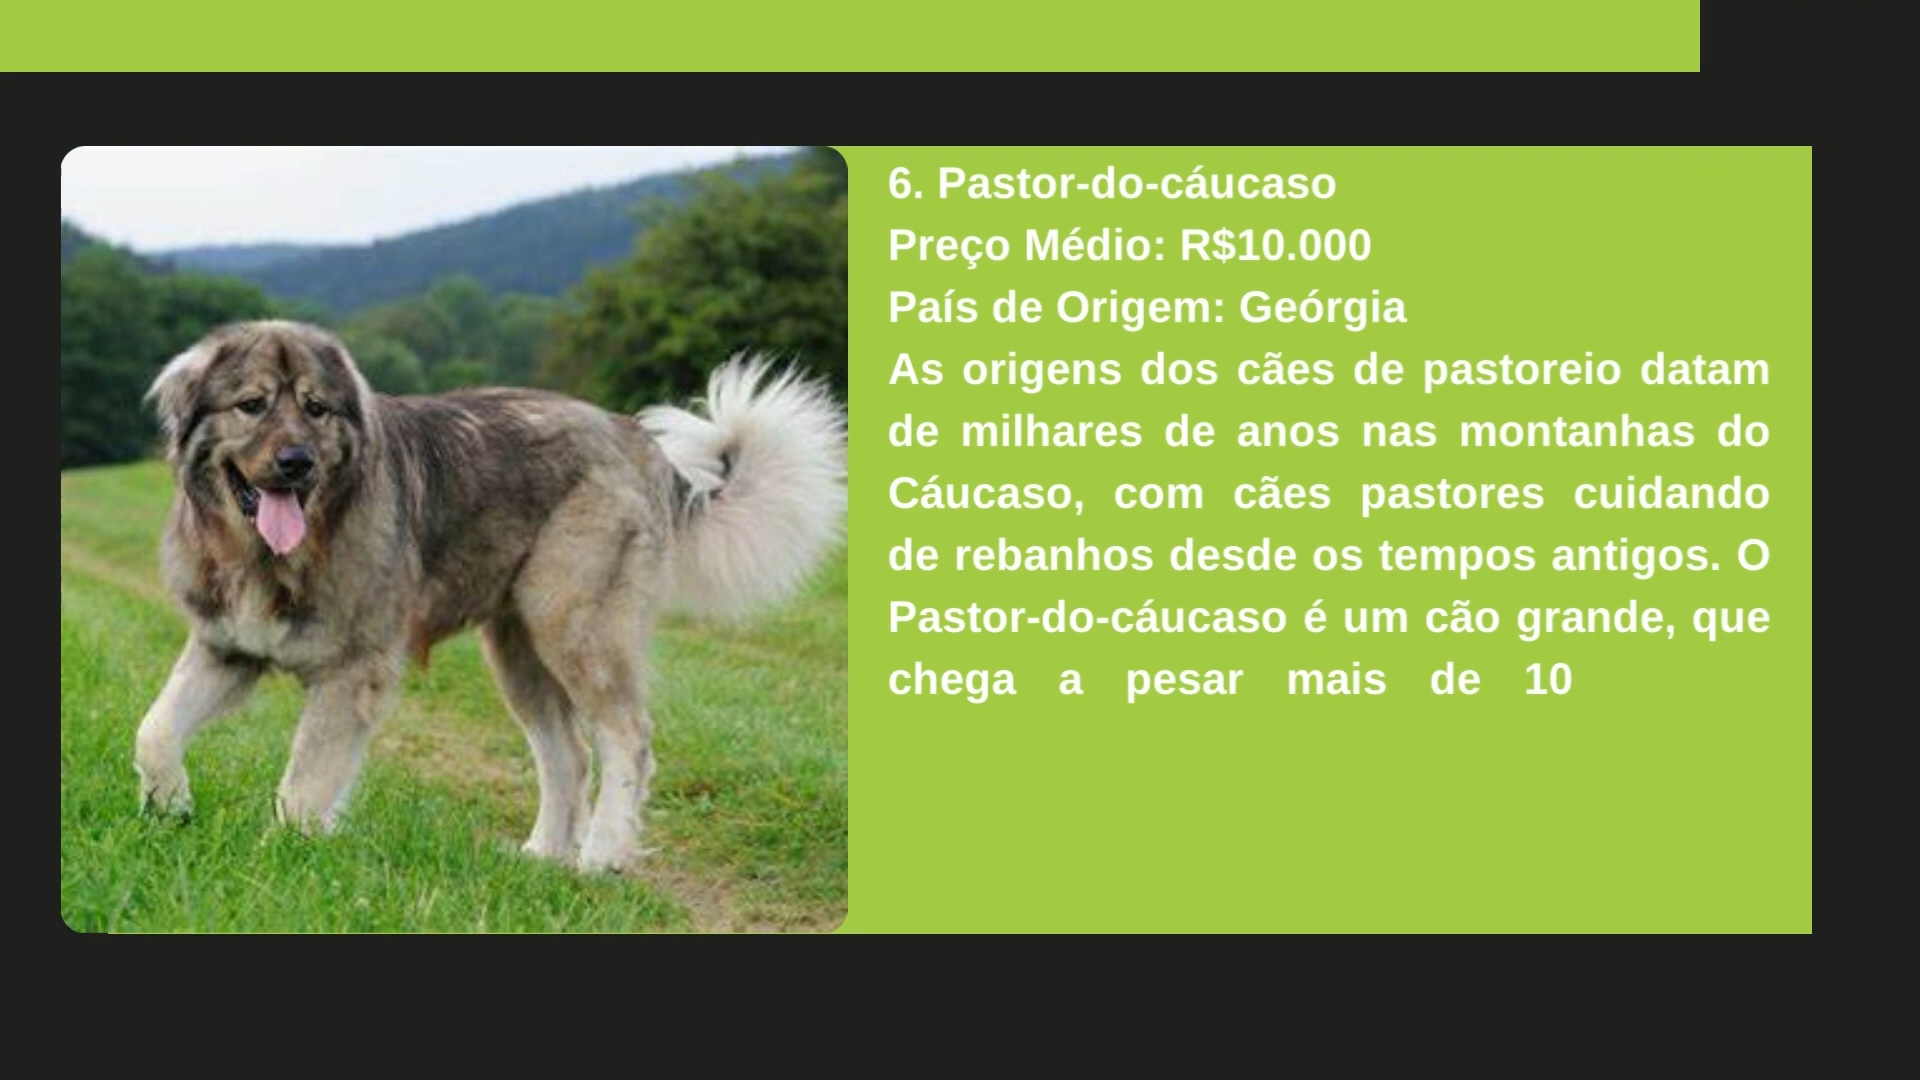 6. Pastor-do-cáucaso
Preço Médio: R$10.000
País de Origem: Geórgia
As origens dos cães de pastoreio datam
de milhares de anos nas montanhas do
Cáucaso, com cães pastores cuidando
de rebanhos desde os tempos antigos. O
Pastor-do-cáucaso é um cão grande, que
chega a pesar mais de 10